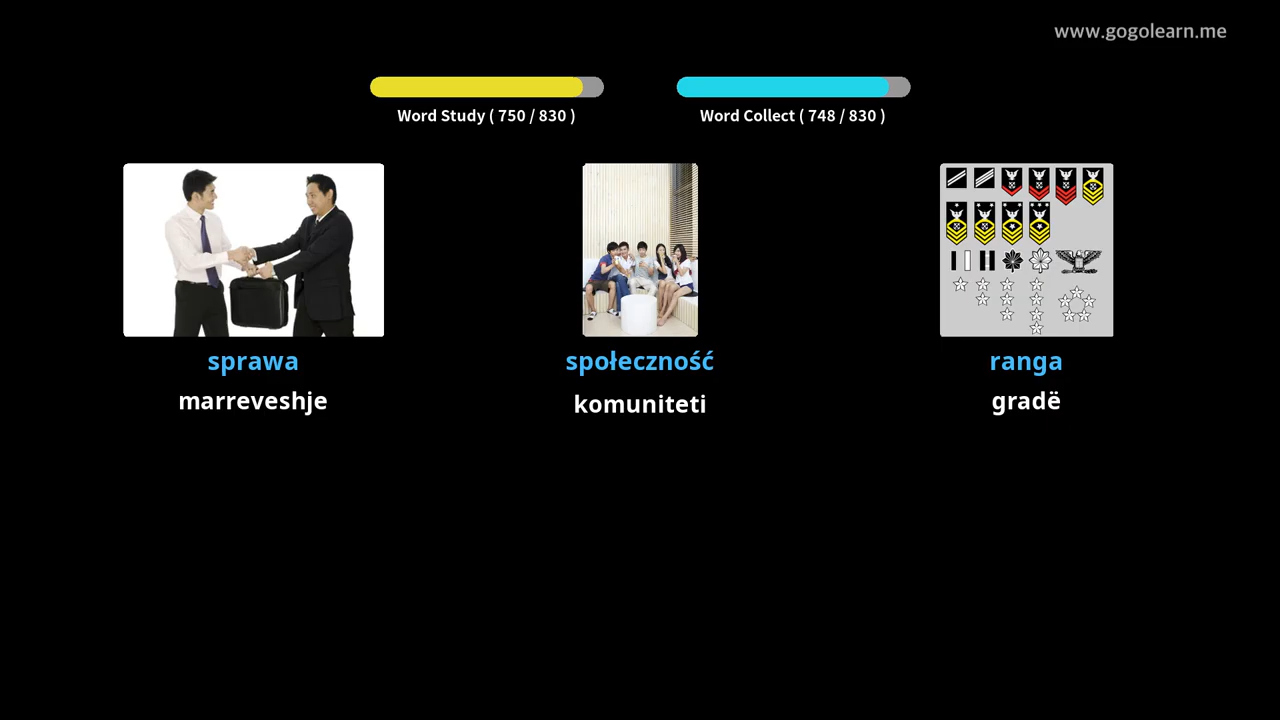 www.gogolearn.me
Word Study ( 750 / 830 )
Word Collect ( 748 / 830 )
sprawa
marreveshje
społeczność
komuniteti
ranga
gradë